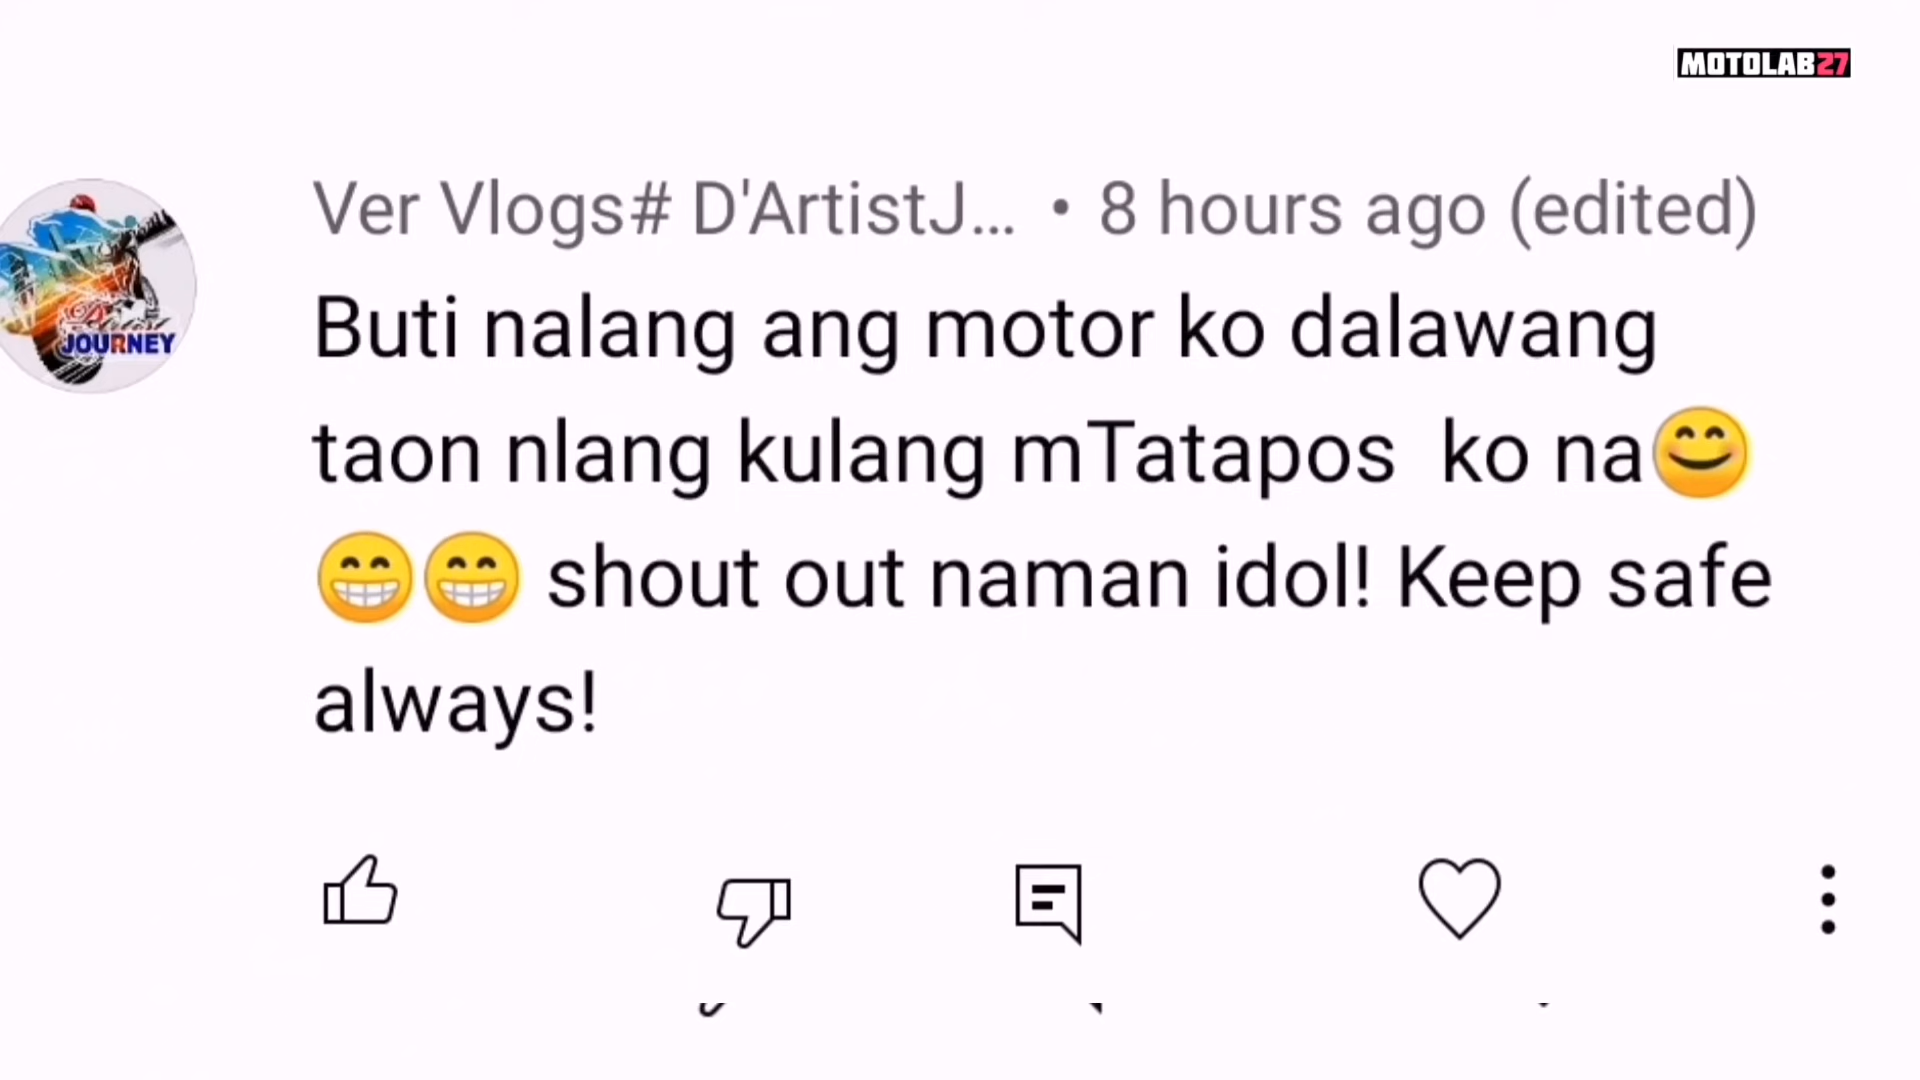 MOTOLAB27
Ver Vlogs# D'ArtistJ... • 8 hours ago (edited)
Buti nalang ang motor ko dalawang
taon nlang kulang mTatapos  ko na😊
😁😁 shout out naman idol! Keep safe
always!
JOURNEY